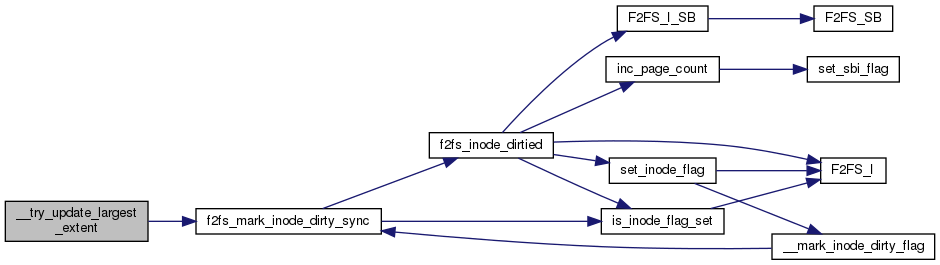 F2FS_I_SB
F2FS_SB
inc_page_count
set_sbi_flag
f2fs_inode_dirtied
set_inode_flag
F2FS_I
__try_update_largest
_extent
f2fs_mark_inode_dirty_sync
is_inode_flag_set
__mark_inode_dirty_flag